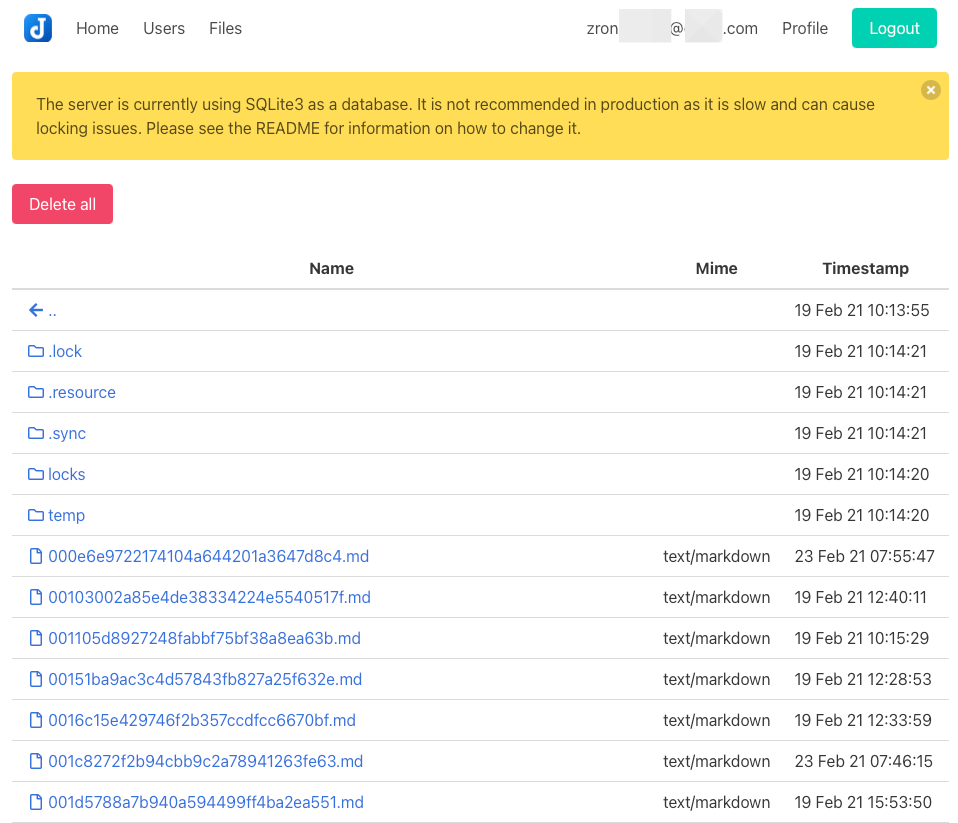 J
Home Users Files zron @ .com Profile Logout
The server is currently using SQLite3 as a database. It is not recommended in production as it is slow and can cause
locking issues. Please see the README for information on how to change it.
Delete all
Name Mime Timestamp
.. 19 Feb 21 10:13:55
.lock 19 Feb 21 10:14:21
.resource 19 Feb 21 10:14:21
.sync 19 Feb 21 10:14:21
locks 19 Feb 21 10:14:20
temp 19 Feb 21 10:14:20
000e6e9722174104a644201a3647d8c4.md text/markdown 23 Feb 21 07:55:47
00103002a85e4de38334224e5540517f.md text/markdown 19 Feb 21 12:40:11
001105d8927248fabbf75bf38a8ea63b.md text/markdown 19 Feb 21 10:15:29
00151ba9ac3c4d57843fb827a25f632e.md text/markdown 19 Feb 21 12:28:53
0016c15e429746f2b357ccdfcc6670bf.md text/markdown 19 Feb 21 12:33:59
001c8272f2b94cbb9c2a78941263fe63.md text/markdown 23 Feb 21 07:46:15
001d5788a7b940a594499ff4ba2ea551.md text/markdown 19 Feb 21 15:53:50